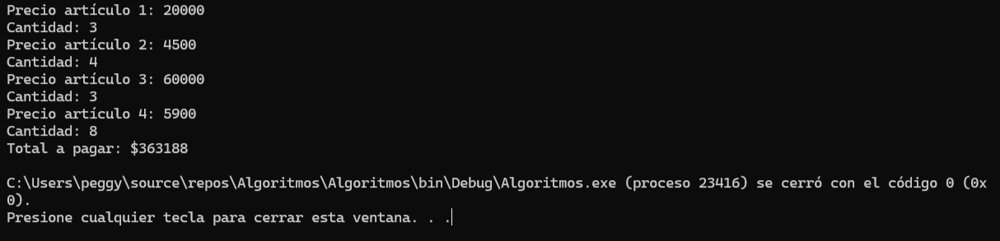 Precio artículo 1: 20000
Cantidad: 3
Precio artículo 2: 4500
Cantidad: 4
Precio artículo 3: 60000
Cantidad: 3
Precio artículo 4: 5900
Cantidad: 8
Total a pagar: $363188
C:\Users\peggy\source\repos\Algoritmos\Algoritmos\bin\Debug\Algoritmos.exe (proceso 23416) se cerró con el código 0 (0x
0).
Presione cualquier tecla para cerrar esta ventana. . .